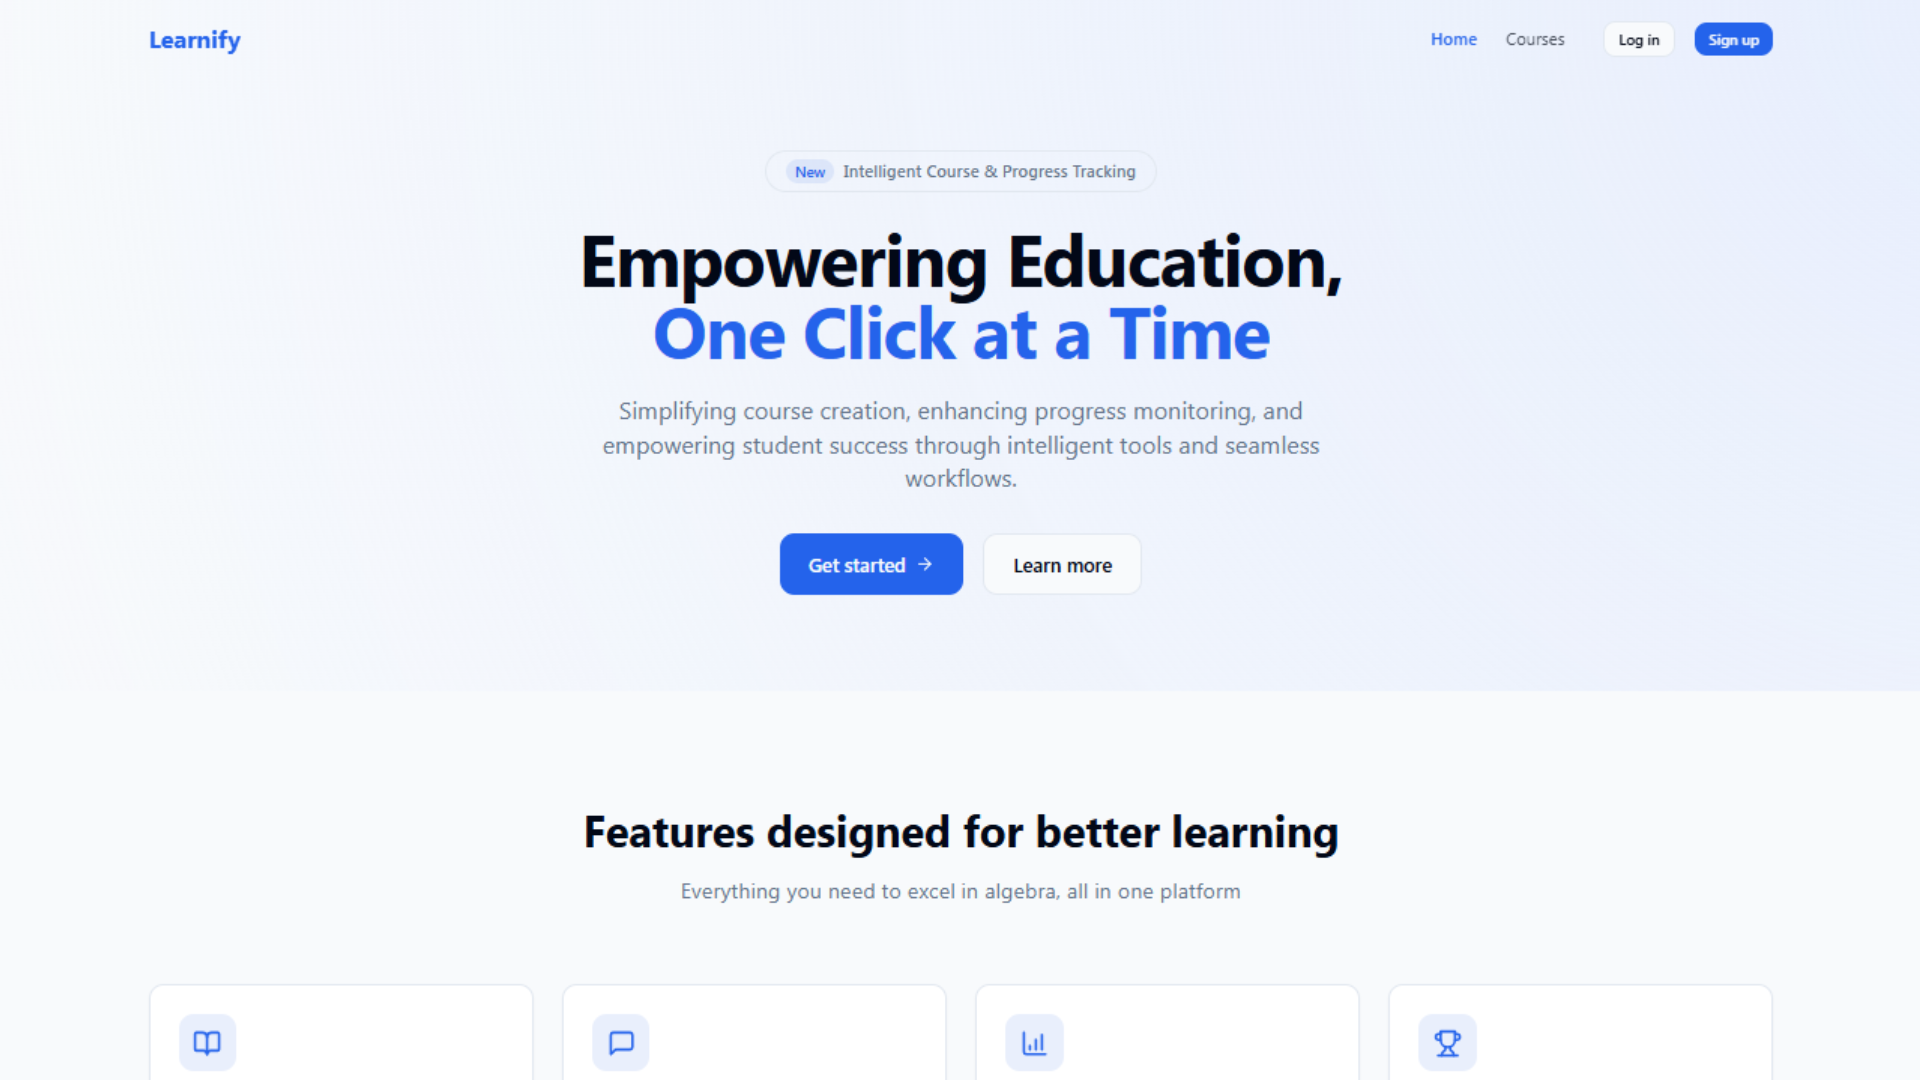 Learnify
Home
Courses
Log in
Sign up
New
Intelligent Course & Progress Tracking
Empowering Education,
One Click at a Time
Simplifying course creation, enhancing progress monitoring, and
empowering student success through intelligent tools and seamless
workflows.
Get started
Learn more
Features designed for better learning
Everything you need to excel in algebra, all in one platform